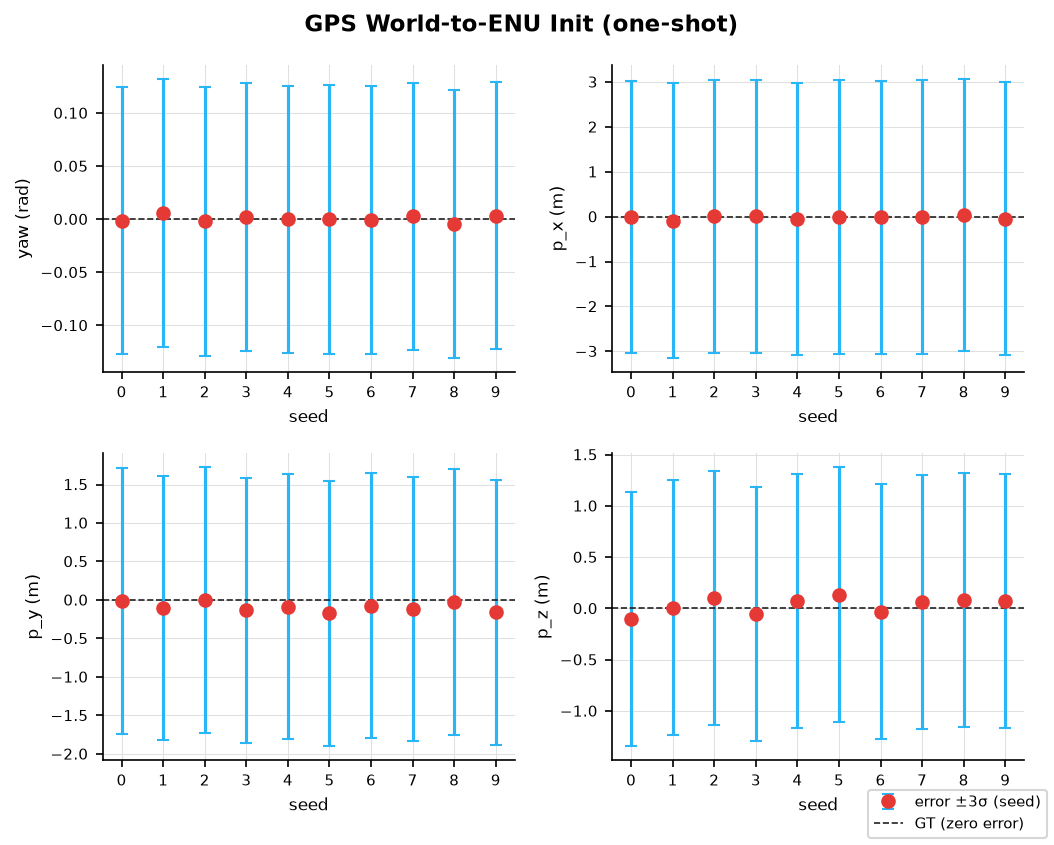 GPS World-to-ENU Init (one-shot)
yaw (rad)
0.10
0.05
0.00
−0.05
−0.10
0 1 2 3 4 5 6 7 8 9
seed
p_x (m)
3
2
1
0
−1
−2
−3
0 1 2 3 4 5 6 7 8 9
seed
p_y (m)
1.5
1.0
0.5
0.0
−0.5
−1.0
−1.5
−2.0
0 1 2 3 4 5 6 7 8 9
seed
p_z (m)
1.5
1.0
0.5
0.0
−0.5
−1.0
0 1 2 3 4 5 6 7 8 9
seed
error ±3σ (seed)
GT (zero error)